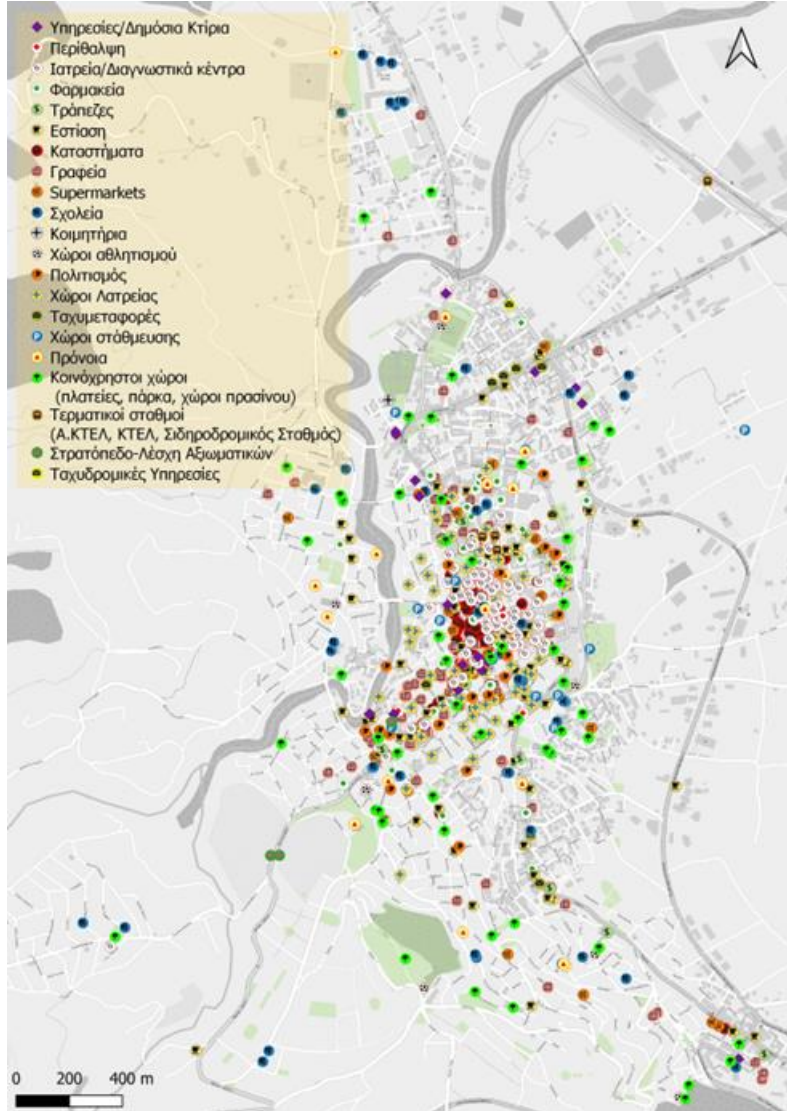 Υπηρεσίες/Δημόσια Κτίρια
Περίθαλψη
Ιατρεία/Διαγνωστικά κέντρα
Φαρμακεία
Τράπεζες
Εστίαση
Καταστήματα
Γραφεία
Supermarkets
Σχολεία
Κοιμητήρια
Χώροι αθλητισμού
Πολιτισμός
Χώροι Λατρείας
Ταχυμεταφορές
Χώροι στάθμευσης
Πρόνοια
Κοινόχρηστοι χώροι
(πλατείες, πάρκα, χώροι πρασίνου)
Τερματικοί σταθμοί
(Α.ΚΤΕΛ, ΚΤΕΛ, Σιδηροδρομικός Σταθμός)
Στρατόπεδο-Λέσχη Αξιωματικών
Ταχυδρομικές Υπηρεσίες
0 200 400 m